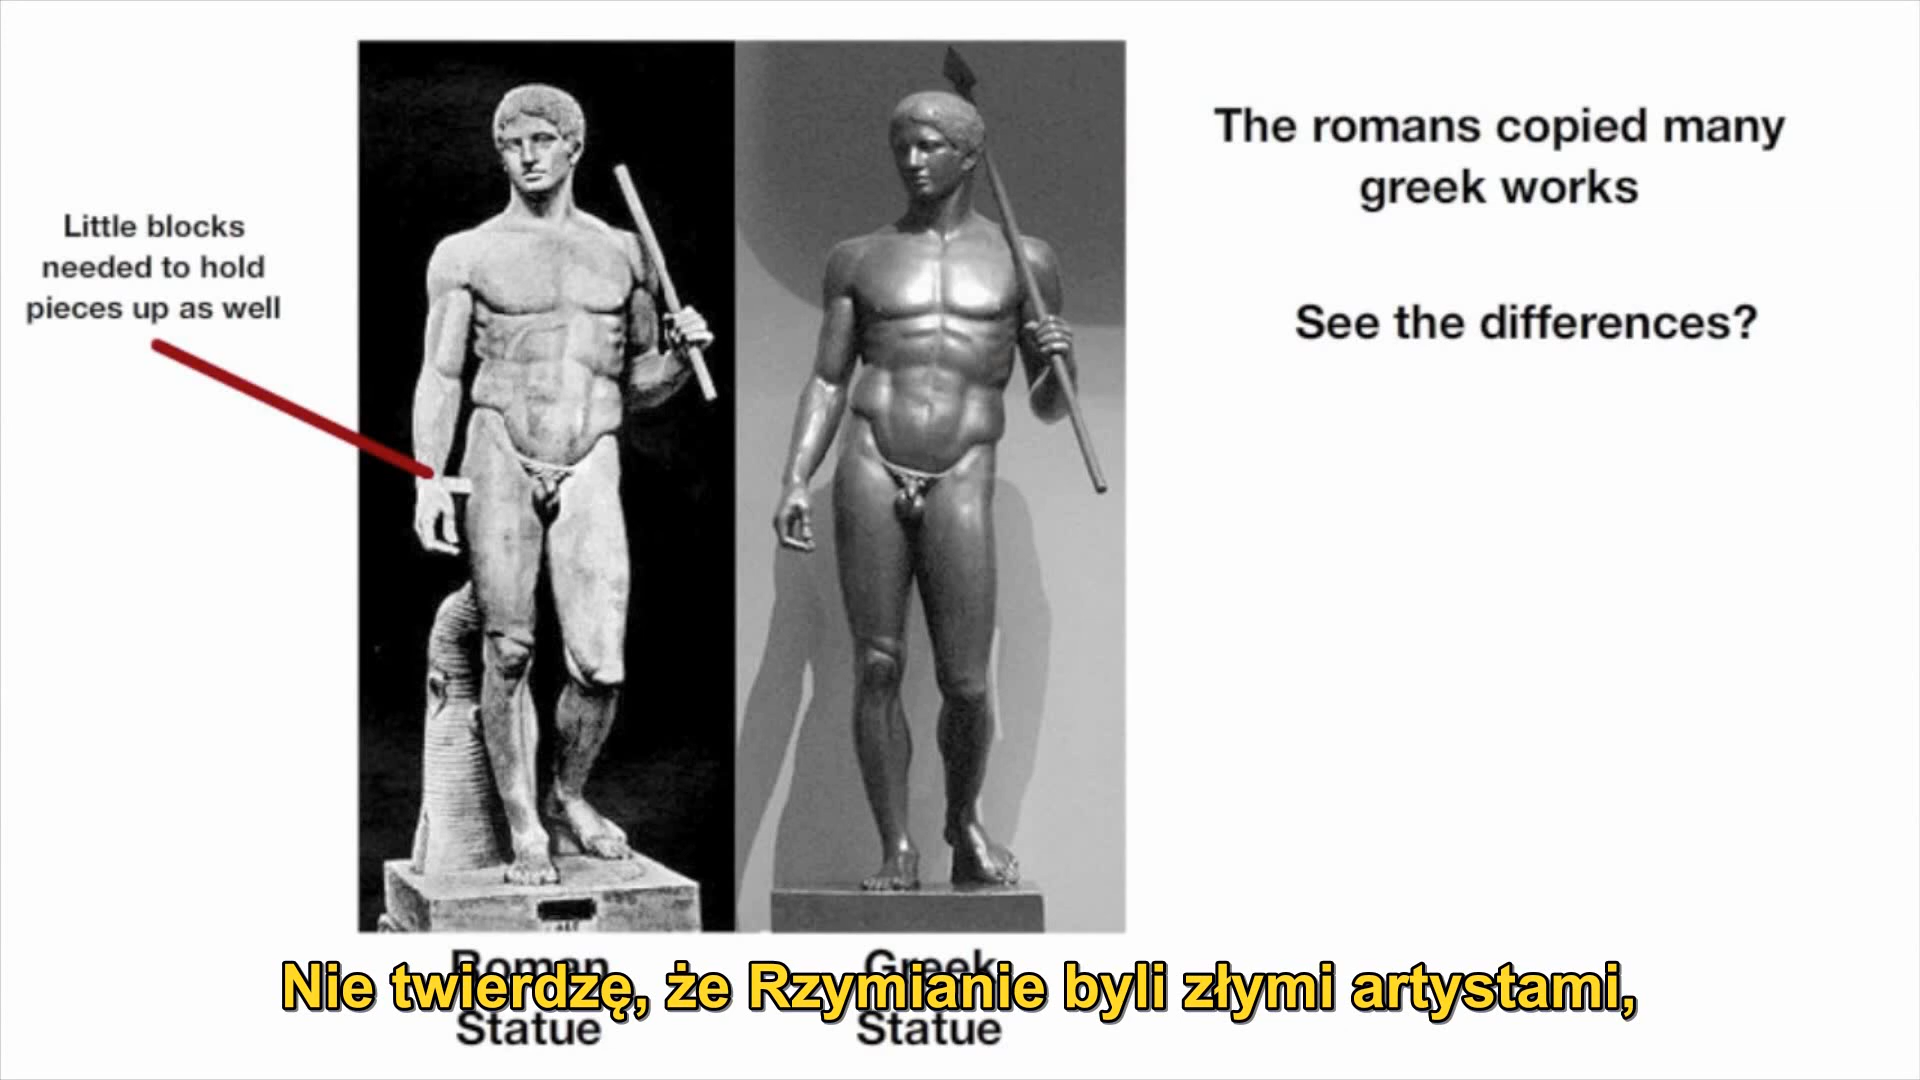 The romans copied many
greek works
Little blocks
needed to hold
pieces up as well
See the differences?
Roman
Statue
Greek
Statue
Nie twierdzę, że Rzymianie byli złymi artystami,